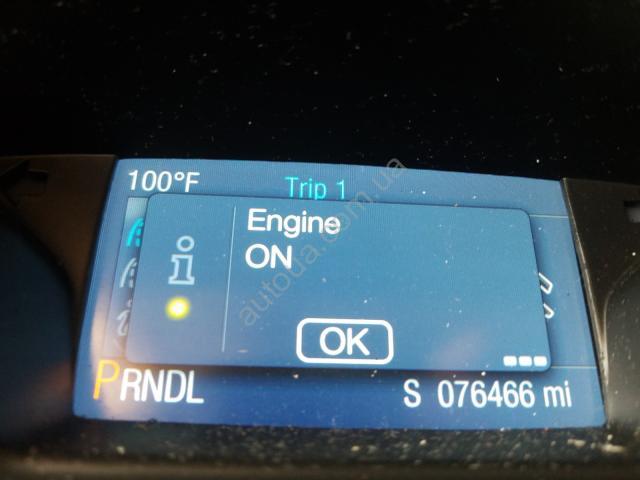 100°F Trip 1
Engine
ON
OK
PRNDL S 076466 mi
autoua.com.ua